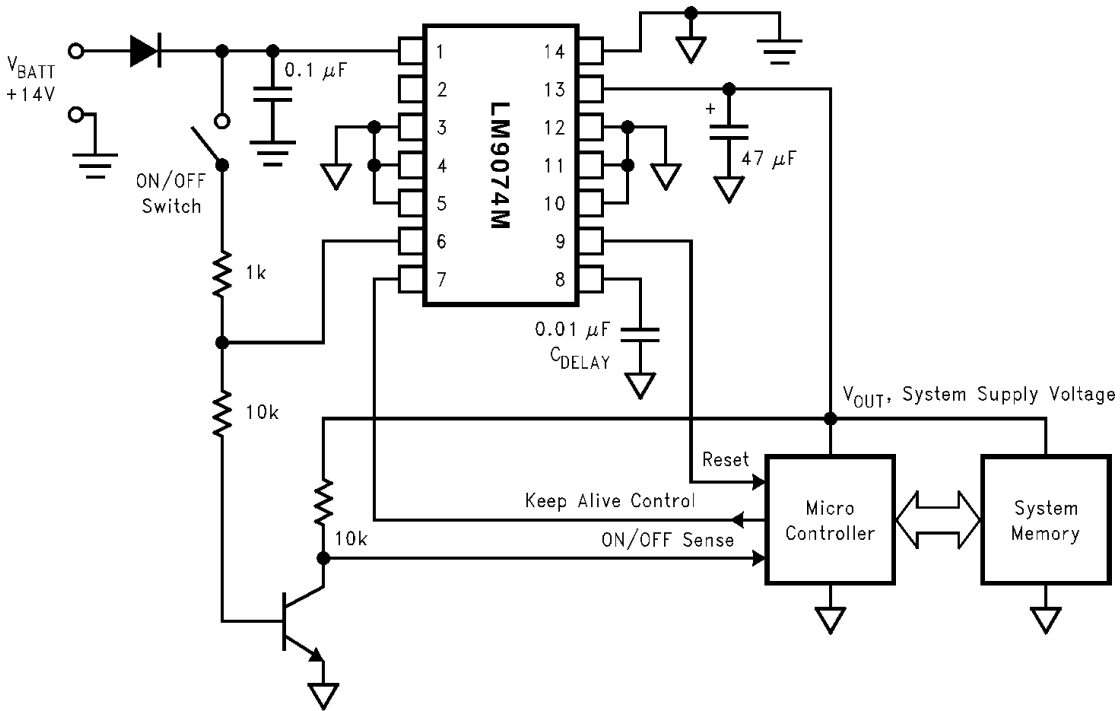 V_BATT
+14V
0.1 μF
ON/OFF
Switch
1k
10k
1
2
3
4
5
6
7
LM9074M
14
13
12
11
10
9
8
+
47 μF
0.01 μF
C_DELAY
V_OUT, System Supply Voltage
Reset
Keep Alive Control
10k
ON/OFF Sense
Micro
Controller
System
Memory